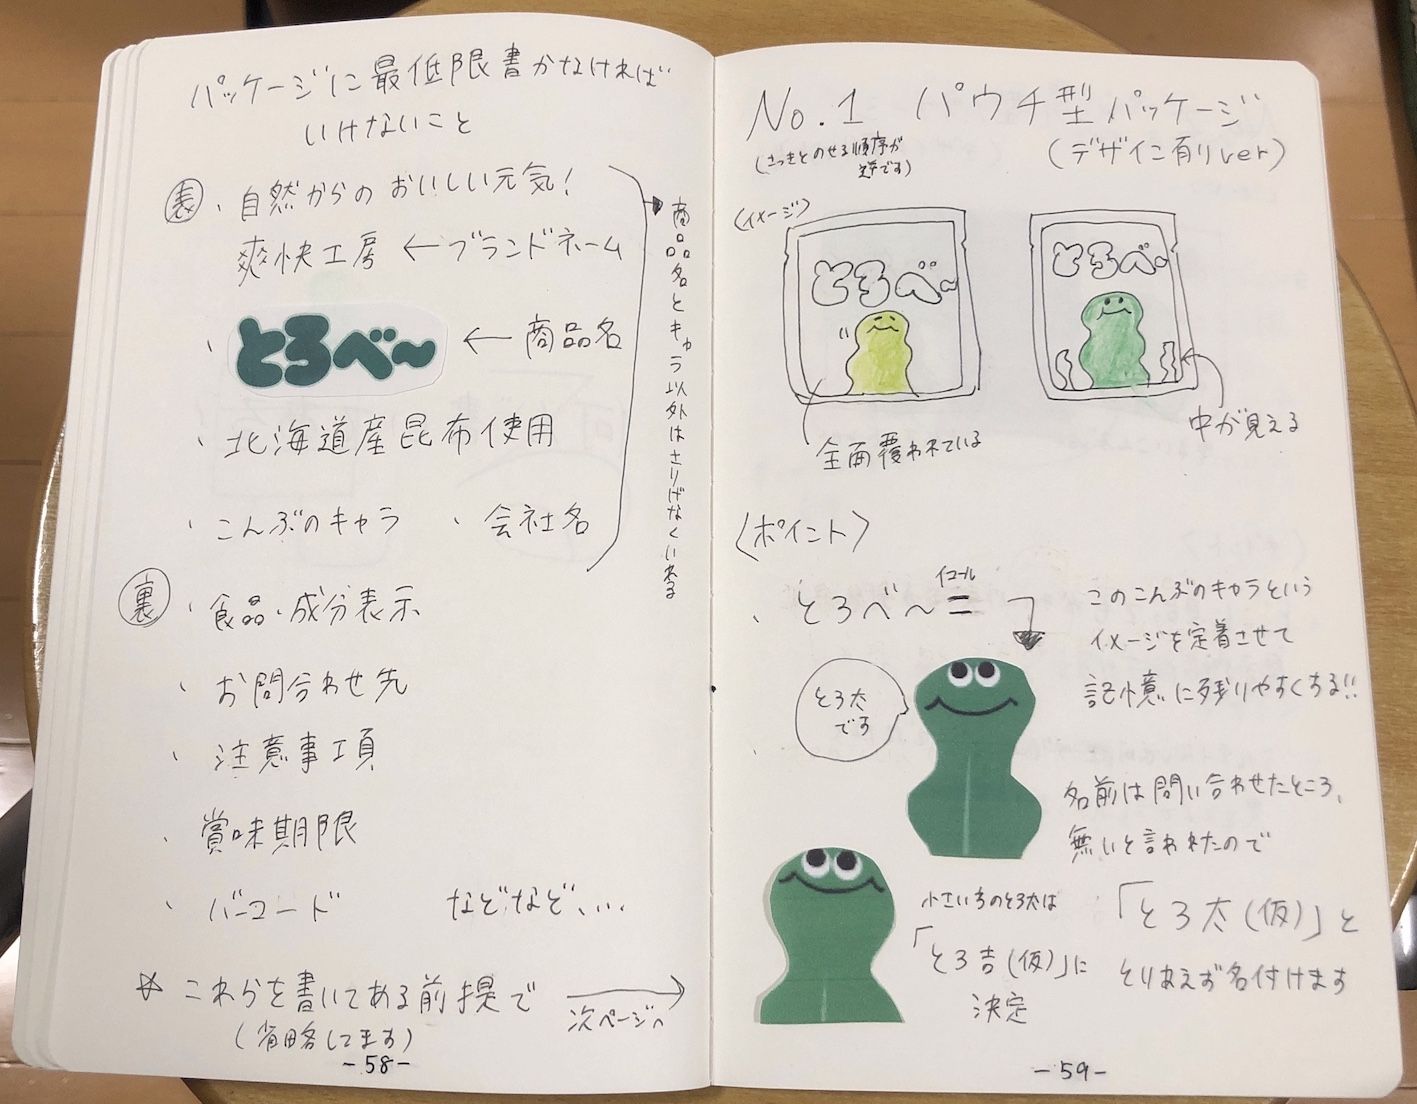 パッケージに最低限書かなければ
いけないこと
表
・自然からのおいしい元気!
爽快工房 ← ブランドネーム
・とろべ〜 ← 商品名
・北海道産昆布使用
・こんぶのキャラ ・会社名
商品名とキャラ以外はさりげなくいれる
裏
・食品・成分表示
・お問合わせ先
・注意事項
・賞味期限
・バーコード などなど、、、
☆ これらを書いてある前提で
(省略してます)
次ページへ
-58-
No.1 パウチ型パッケージ
(さっきとのせる順序が
逆です)
(デザイン有りver)
〈イメージ〉
とろべ〜
とろべ〜
全面覆われている
中が見える
〈ポイント〉
・とろべ〜=
イコール
このこんぶのキャラという
イメージを定着させて
記憶に残りやすくする!!
とろ太
です
・
名前は問い合わせたところ、
無いと言われたので
「とろ太(仮)」と
とりあえず名付けます
小さい方のとろ太は
「とろ吉(仮)」に
決定
-59-